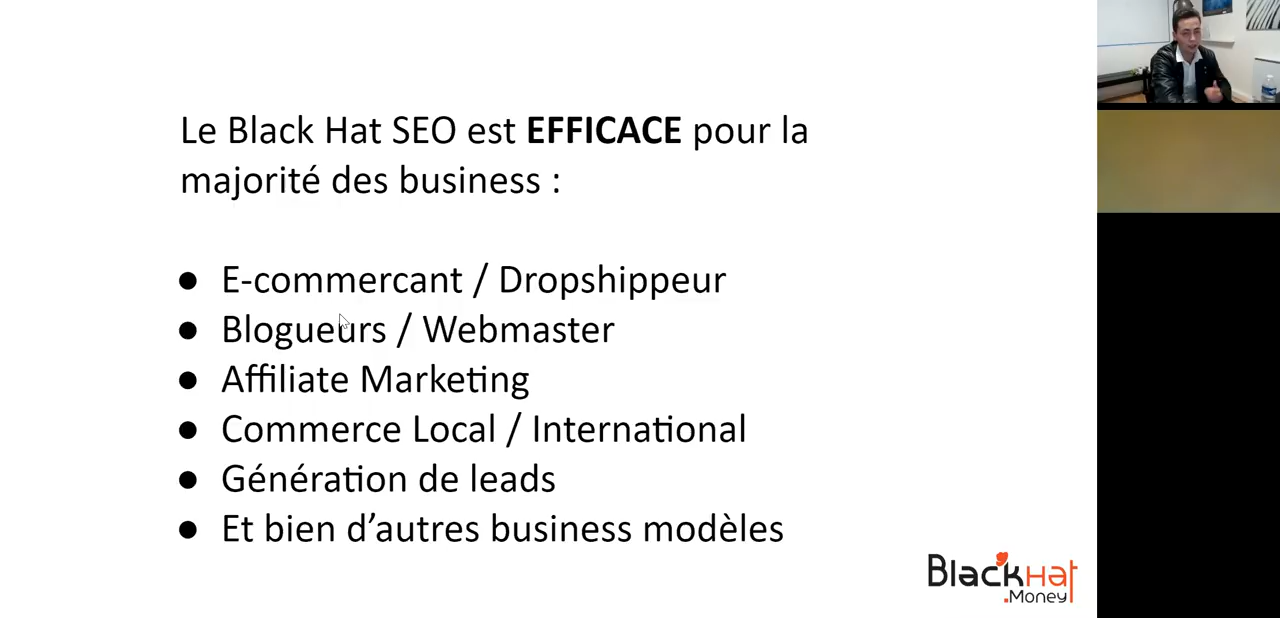 Le Black Hat SEO est EFFICACE pour la
majorité des business :
● E-commercant / Dropshippeur
● Blogueurs / Webmaster
● Affiliate Marketing
● Commerce Local / International
● Génération de leads
● Et bien d’autres business modèles
BlackHat
.Money